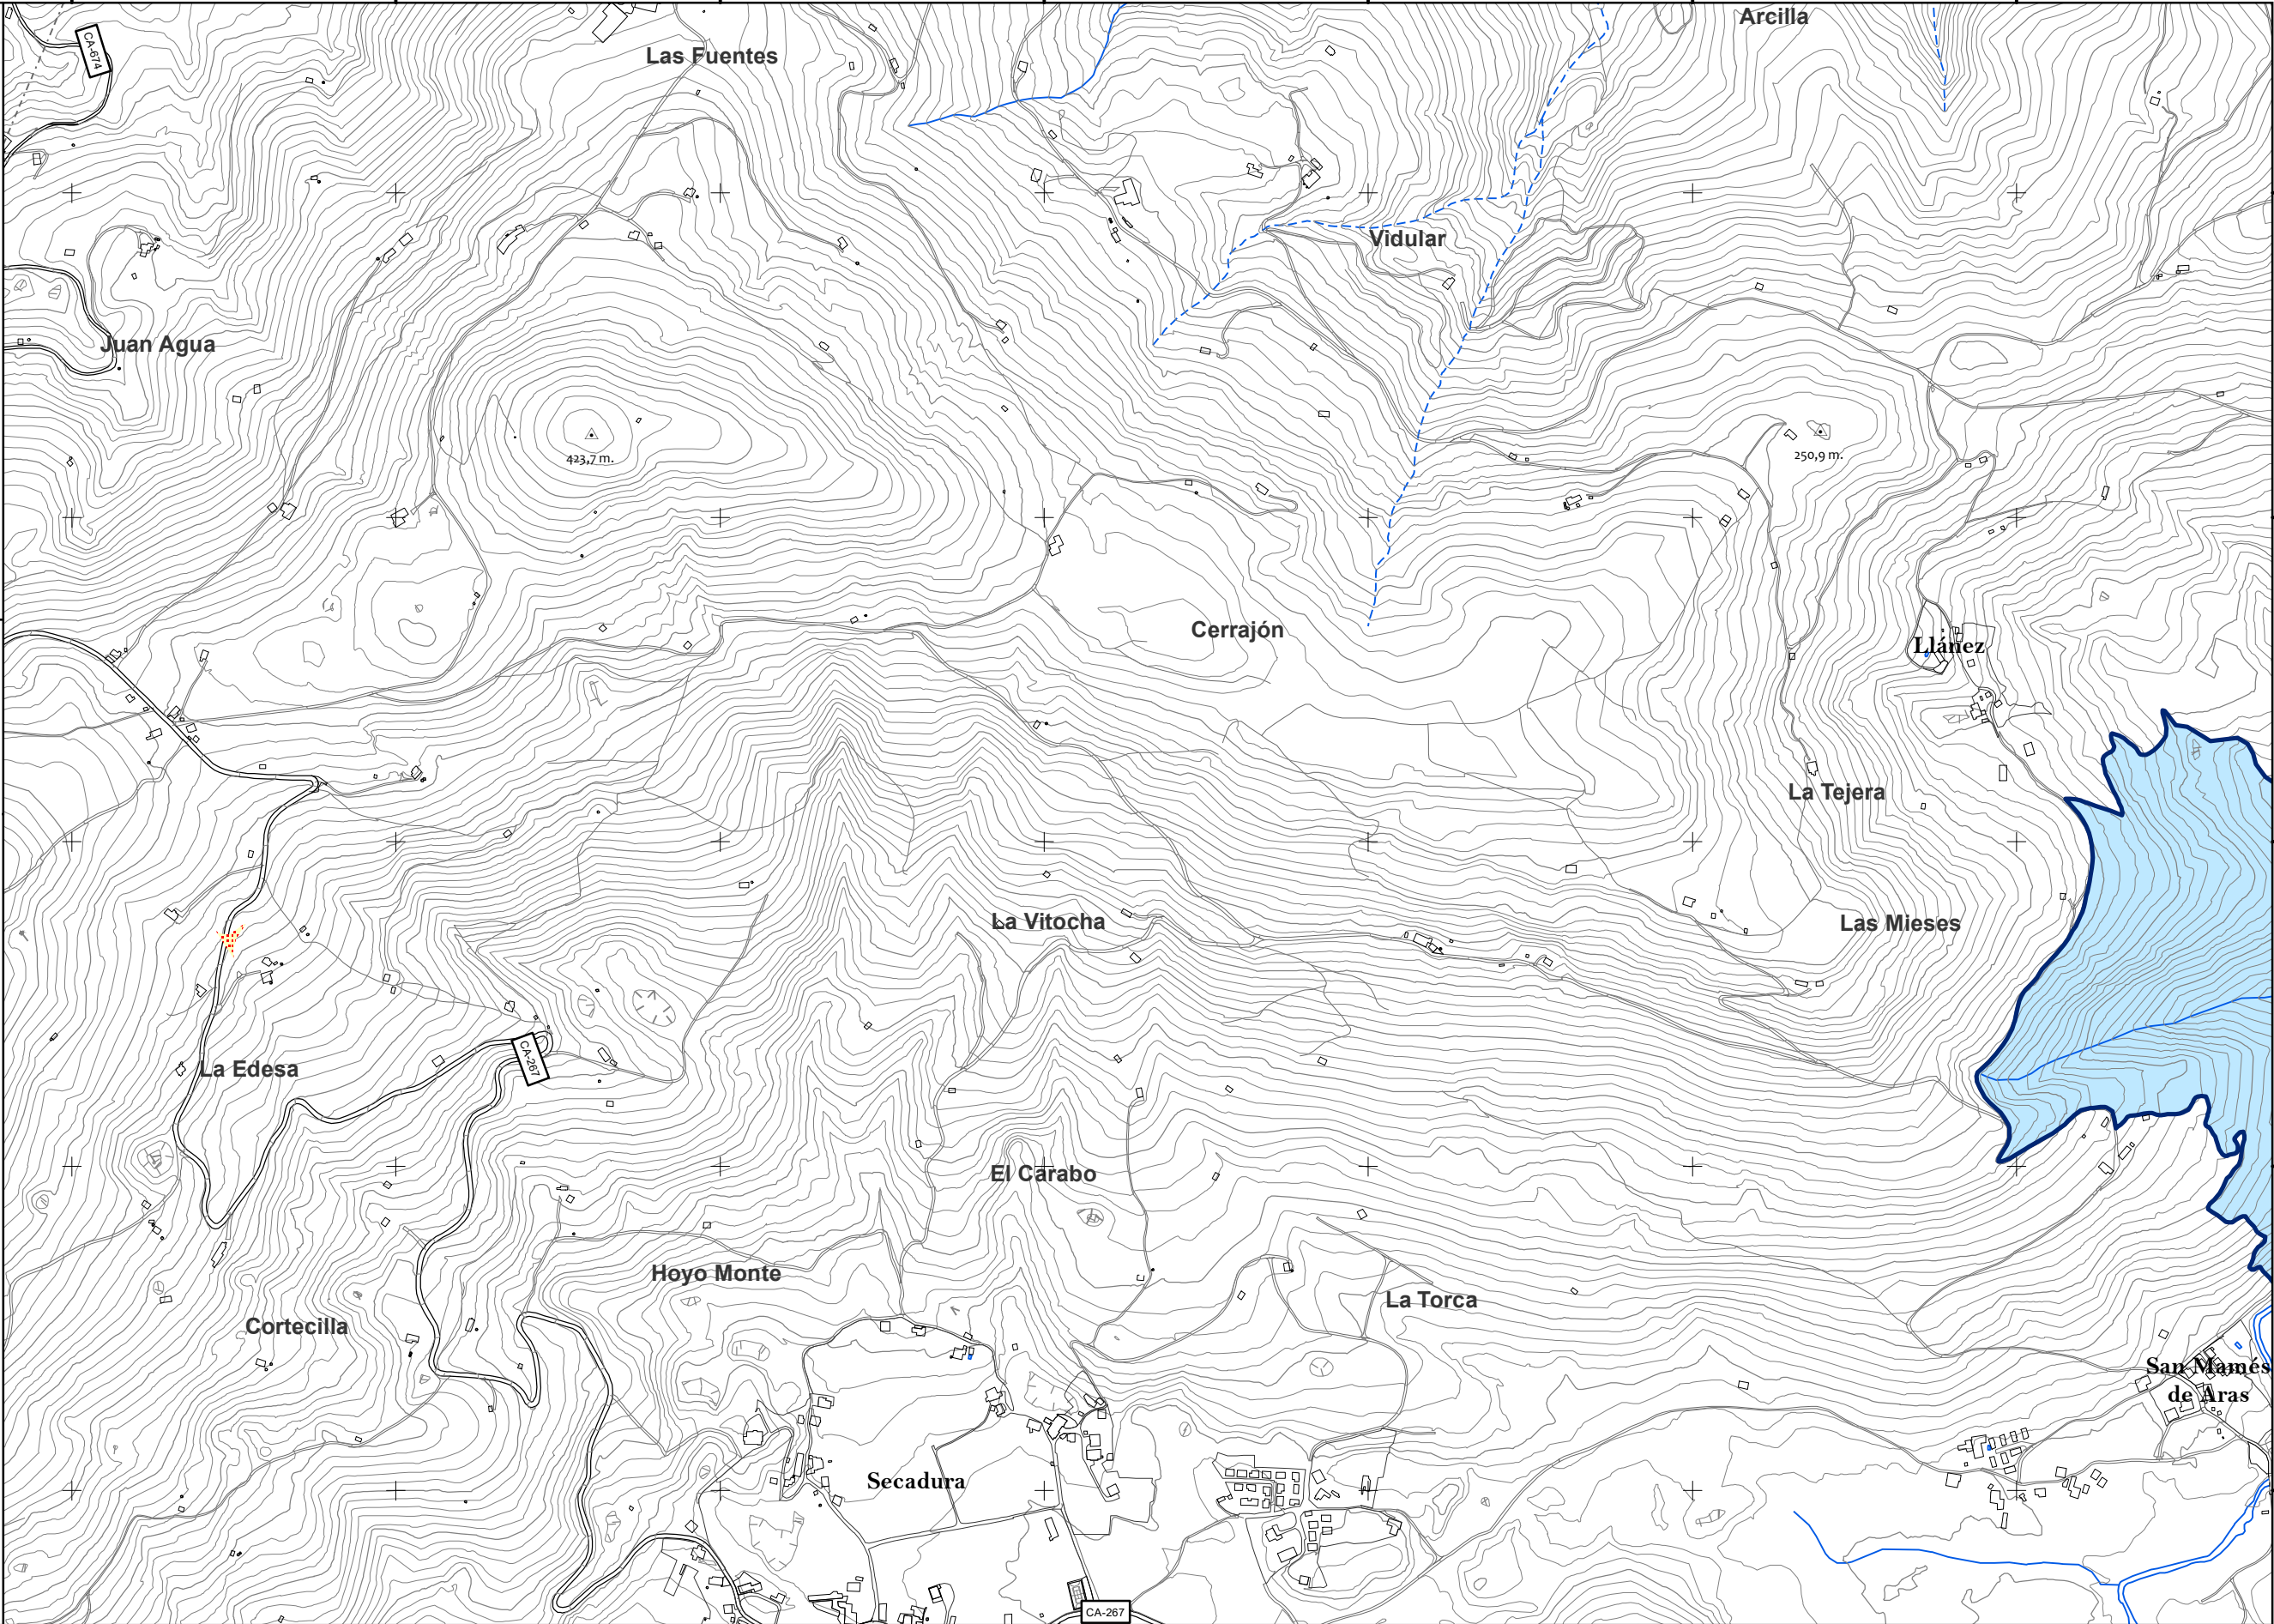 Arcilla
CA-674
Las Fuentes
Vidular
Juan Agua
423,7 m.
250,9 m.
Cerrajón
Llánez
La Tejera
La Vitocha
Las Mieses
CA-267
La Edesa
El Carabo
Hoyo Monte
La Torca
Cortecilla
San Mamés
de Aras
Secadura
CA-267